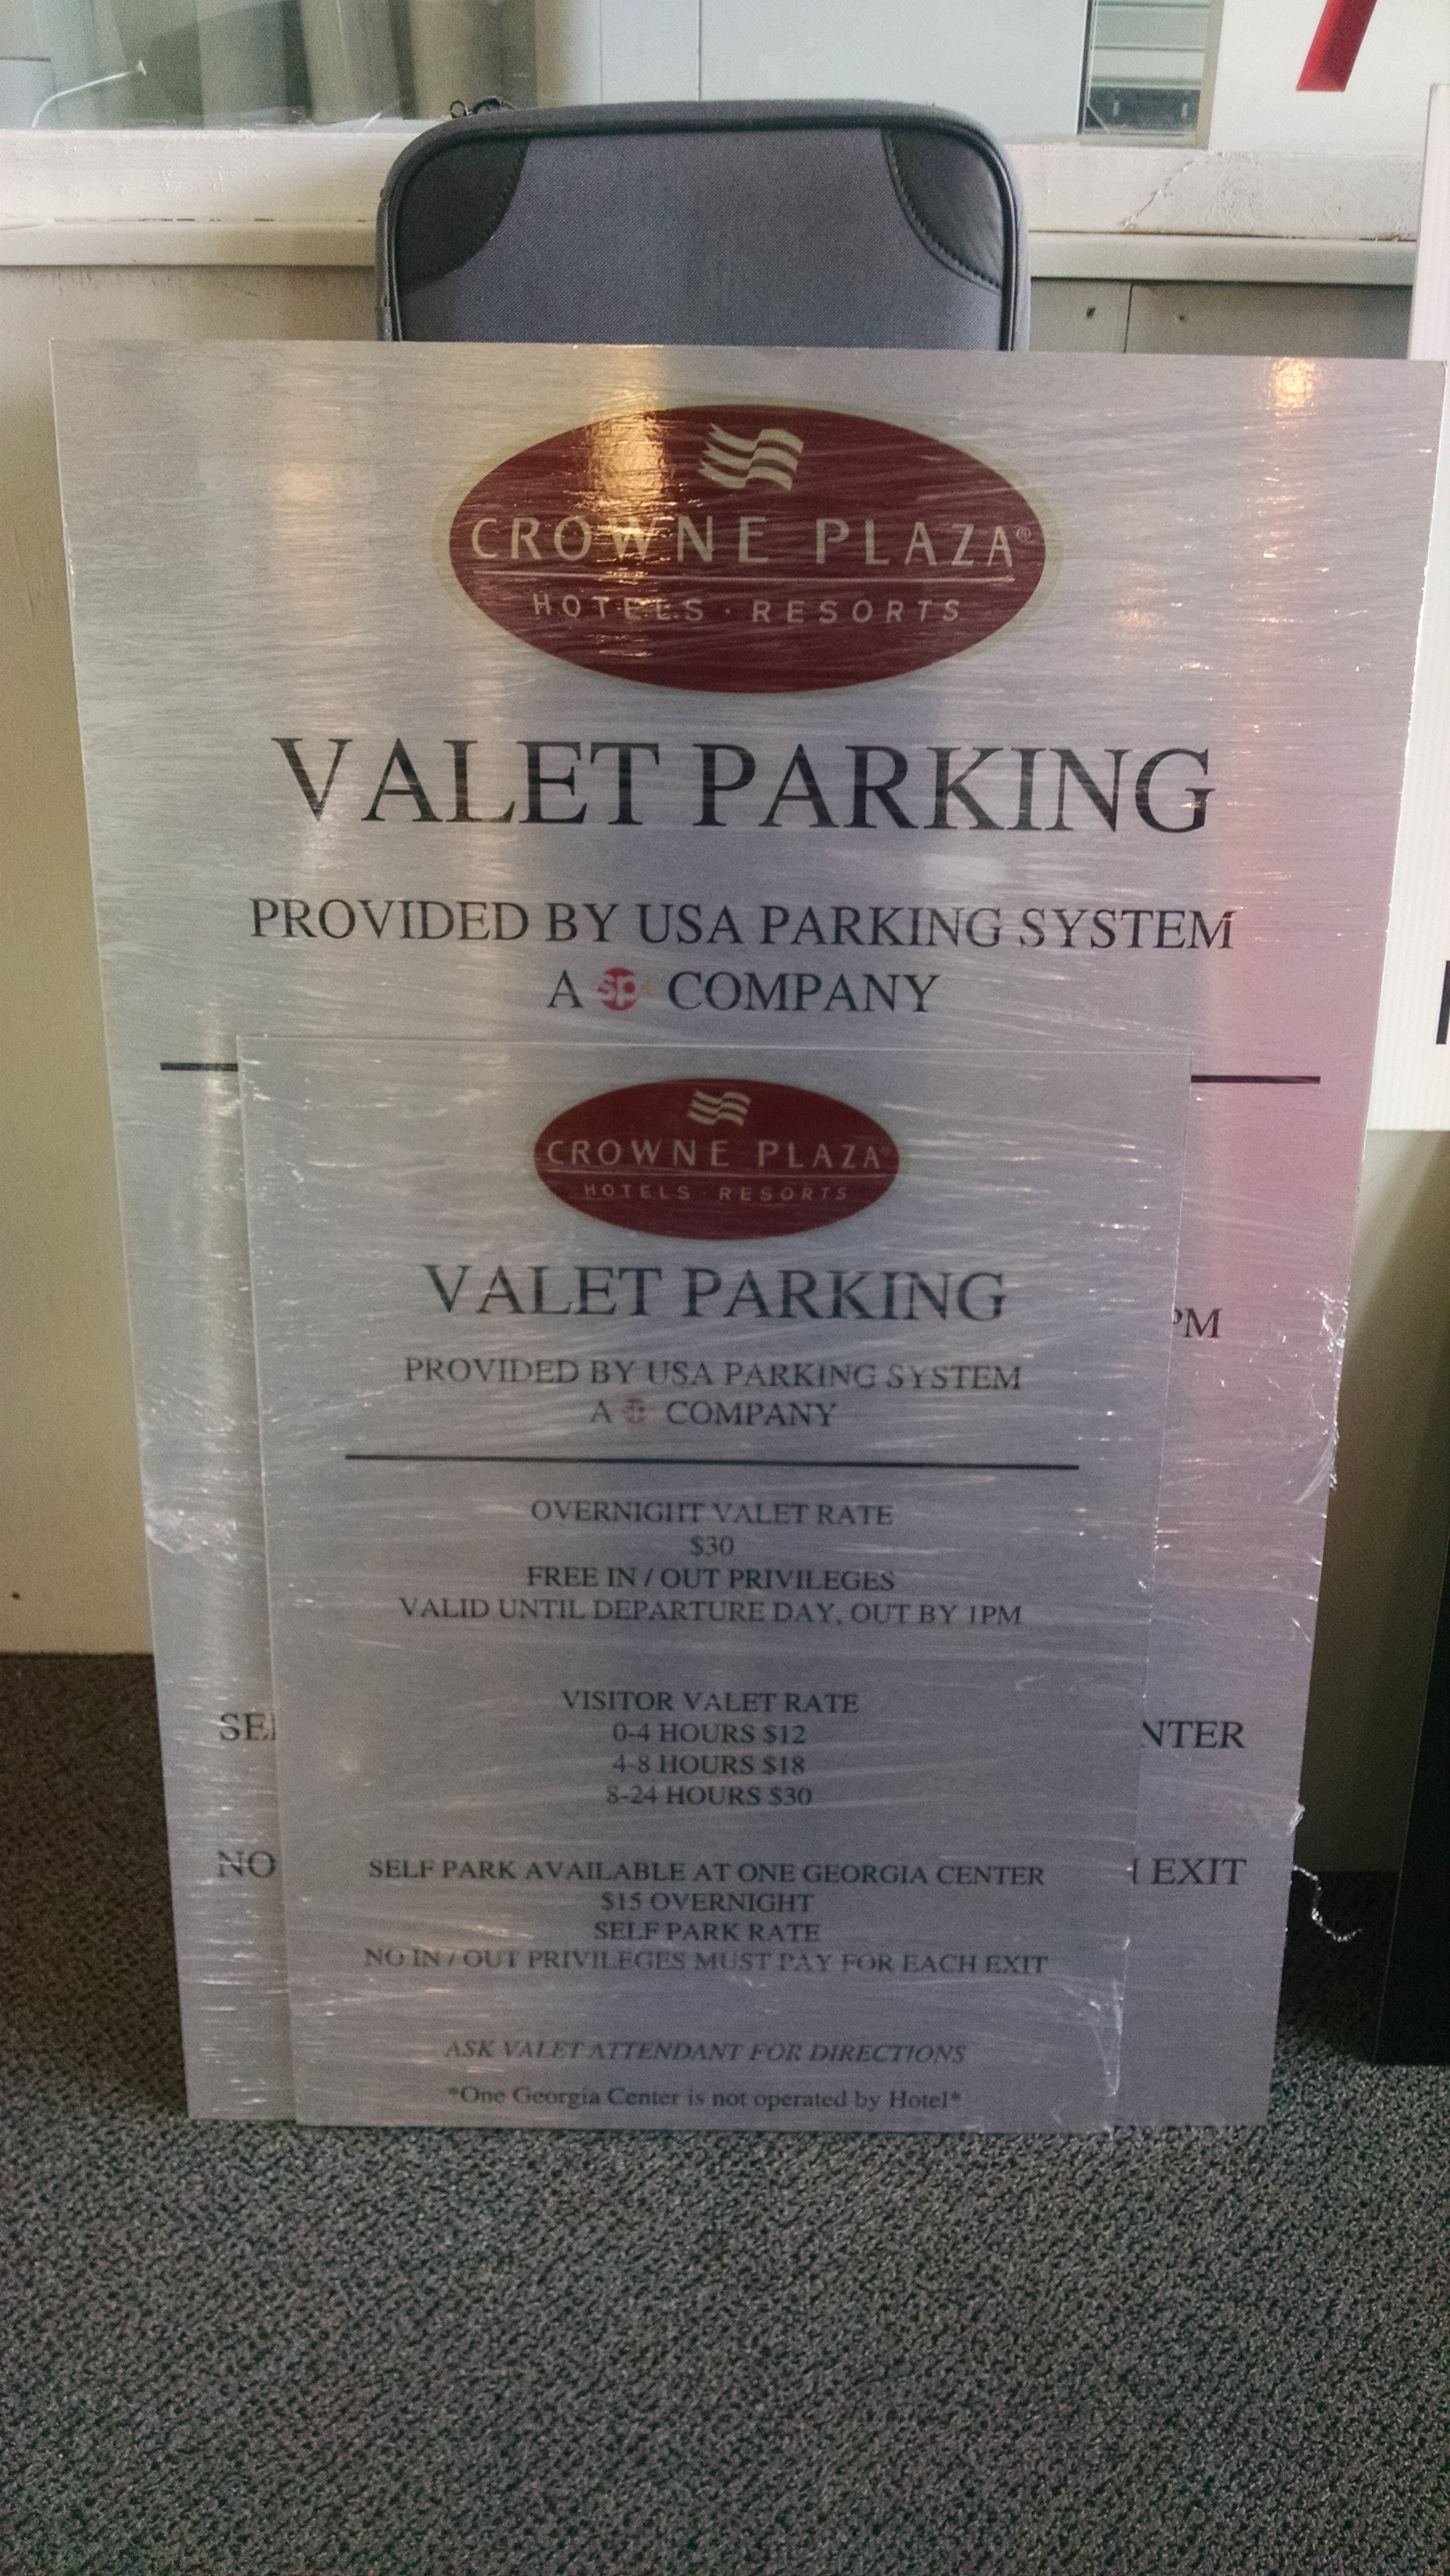 CROWNE PLAZA®
HOTELS · RESORTS
VALET PARKING
PROVIDED BY USA PARKING SYSTEM
A sp+ COMPANY
CROWNE PLAZA
HOTELS · RESORTS
VALET PARKING
PROVIDED BY USA PARKING SYSTEM
A sp COMPANY
OVERNIGHT VALET RATE
$30
FREE IN / OUT PRIVILEGES
VALID UNTIL DEPARTURE DAY, OUT BY 1PM
VISITOR VALET RATE
0-4 HOURS $12
4-8 HOURS $18
8-24 HOURS $30
SELF PARK AVAILABLE AT ONE GEORGIA CENTER
$15 OVERNIGHT
SELF PARK RATE
NO IN / OUT PRIVILEGES MUST PAY FOR EACH EXIT
ASK VALET ATTENDANT FOR DIRECTIONS
*One Georgia Center is not operated by Hotel*
PM
NTER
NO
EXIT